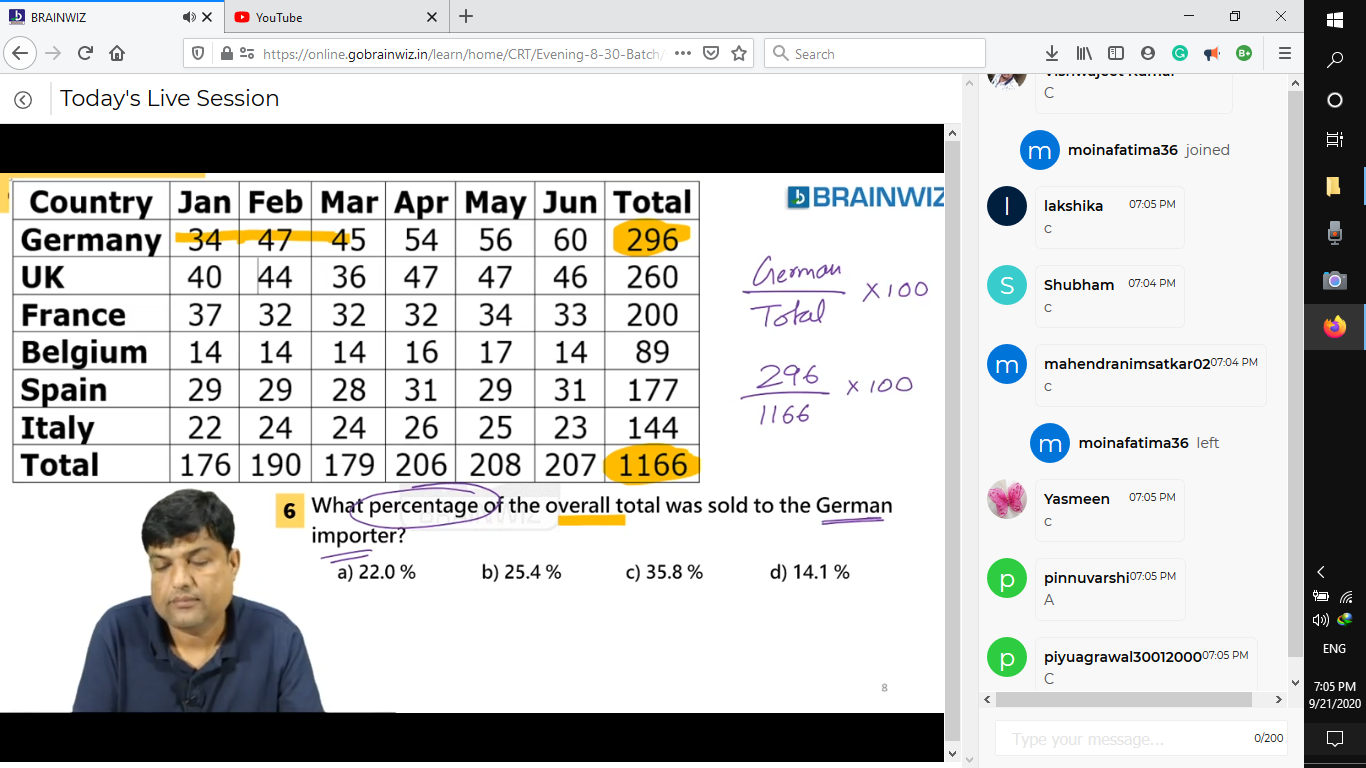 BRAINWIZ
YouTube
https://online.gobrainwiz.in/learn/home/CRT/Evening-8-30-Batch/
Search
Today's Live Session
Country Jan Feb Mar Apr May Jun Total
Germany 34 47 45 54 56 60 296
UK 40 44 36 47 47 46 260
France 37 32 32 32 34 33 200
Belgium 14 14 14 16 17 14 89
Spain 29 29 28 31 29 31 177
Italy 22 24 24 26 25 23 144
Total 176 190 179 206 208 207 1166
BRAINWIZ
German
Total
× 100
296
1166
× 100
6 What percentage of the overall total was sold to the German
importer?
a) 22.0 % b) 25.4 % c) 35.8 % d) 14.1 %
8
C
moinafatima36 joined
lakshika 07:05 PM
c
Shubham 07:04 PM
c
mahendranimsatkar02 07:04 PM
c
moinafatima36 left
Yasmeen 07:05 PM
c
pinnuvarshi 07:05 PM
A
piyuagrawal30012000 07:05 PM
C
Type your message...
0/200
ENG
7:05 PM
9/21/2020